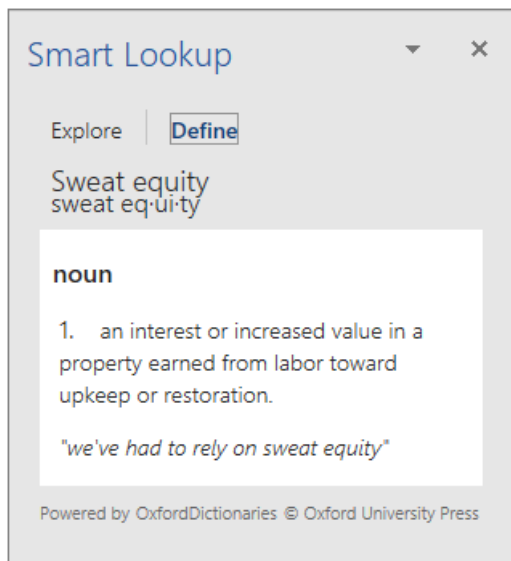 Smart Lookup
Explore Define
Sweat equity
sweat eq·ui·ty
noun
1. an interest or increased value in a
property earned from labor toward
upkeep or restoration.
"we've had to rely on sweat equity"
Powered by OxfordDictionaries © Oxford University Press